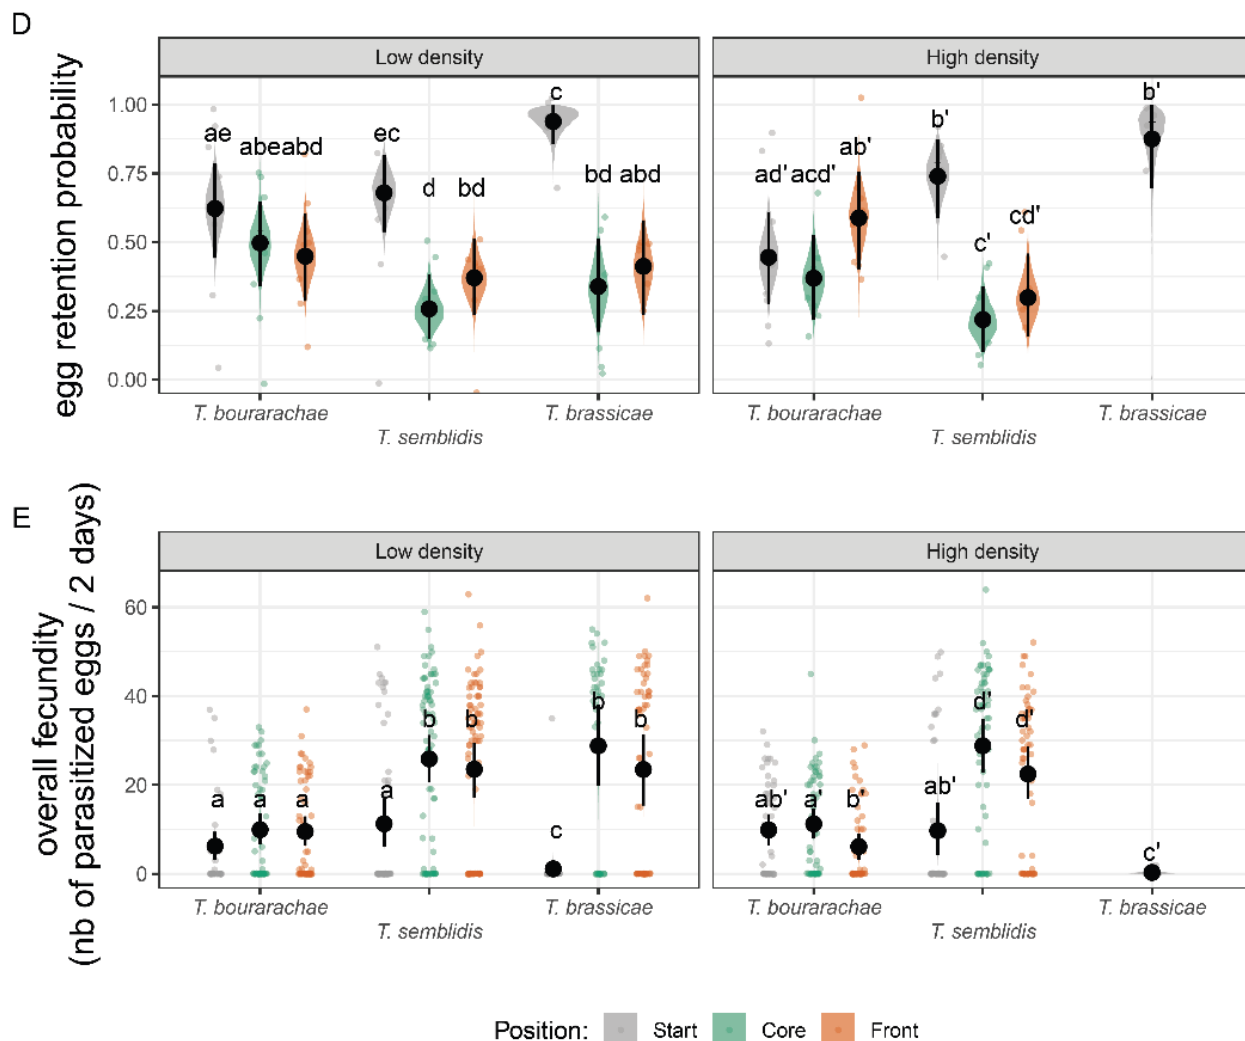 D
Low density
High density
egg retention probability
1.00
0.75
0.50
0.25
0.00
ae
abe
abd
ec
d
bd
c
bd
abd
ad'
acd'
ab'
b'
c'
cd'
b'
T. bourarachae
T. semblidis
T. brassicae
T. bourarachae
T. semblidis
T. brassicae
E
Low density
High density
overall fecundity
(nb of parasitized eggs / 2 days)
60
40
20
0
a
a
a
a
b
b
c
b
b
ab'
a'
b'
ab'
d'
d'
c'
T. bourarachae
T. semblidis
T. brassicae
T. bourarachae
T. semblidis
T. brassicae
Position: Start Core Front